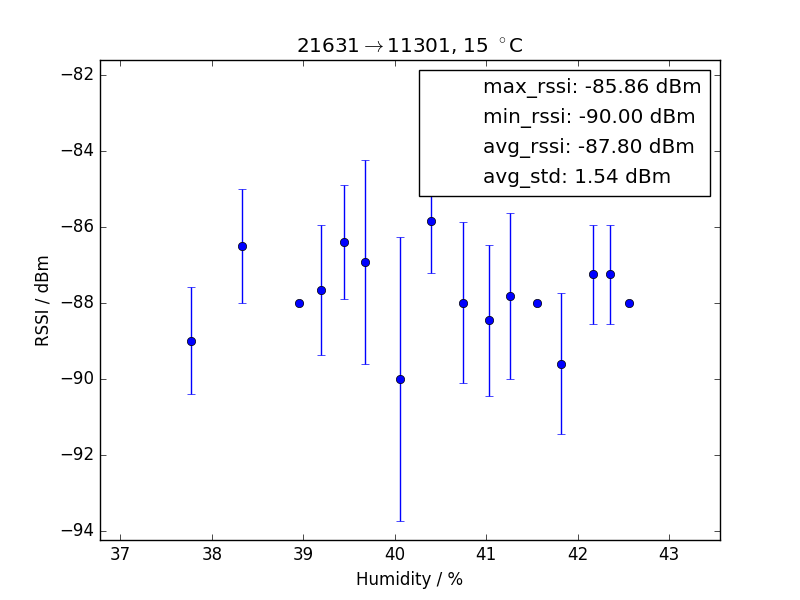 21631→11301, 15 °C
max_rssi: -85.86 dBm
min_rssi: -90.00 dBm
avg_rssi: -87.80 dBm
avg_std: 1.54 dBm
RSSI / dBm
−82
−84
−86
−88
−90
−92
−94
37 38 39 40 41 42 43
Humidity / %